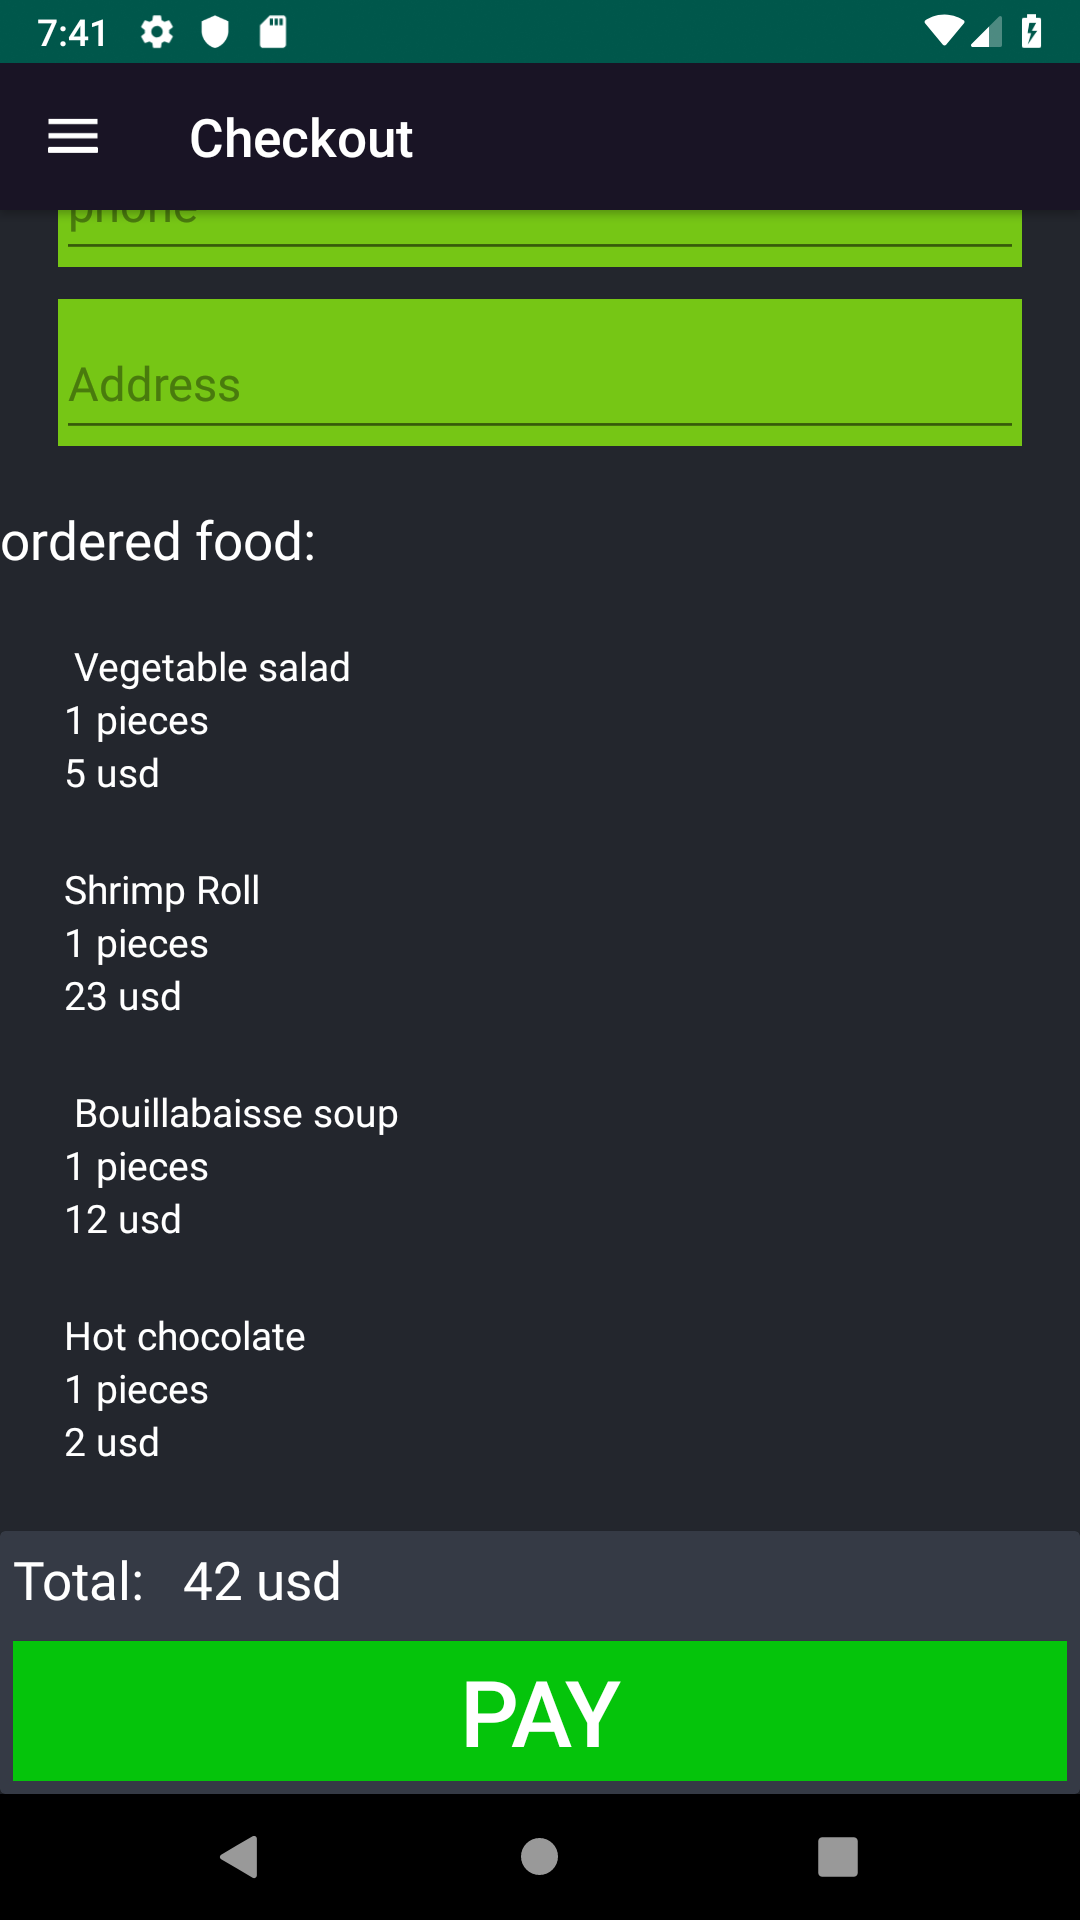 7:41
Checkout
phone
Address
ordered food:
Vegetable salad
1 pieces
5 usd
Shrimp Roll
1 pieces
23 usd
Bouillabaisse soup
1 pieces
12 usd
Hot chocolate
1 pieces
2 usd
Total: 42 usd
PAY